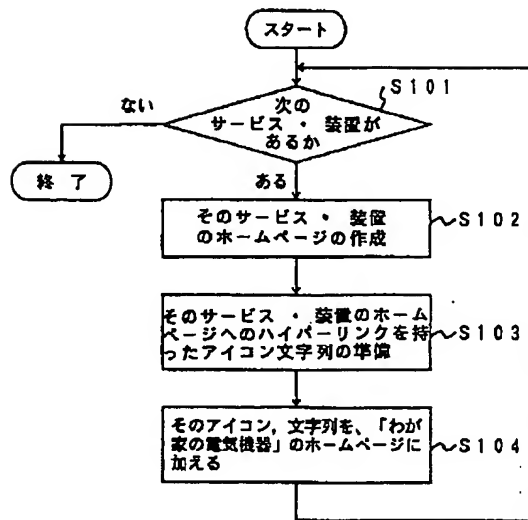 スタート
S101
次の
サービス ・ 装置が
あるか
ない
終 了
ある
そのサービス ・ 装置
のホームページの作成
S102
そのサービス ・ 装置のホーム
ページへのハイパーリンクを持
ったアイコン文字列の準備
S103
そのアイコン,文字列を、「わが
家の電気機器」のホームページに
加える
S104